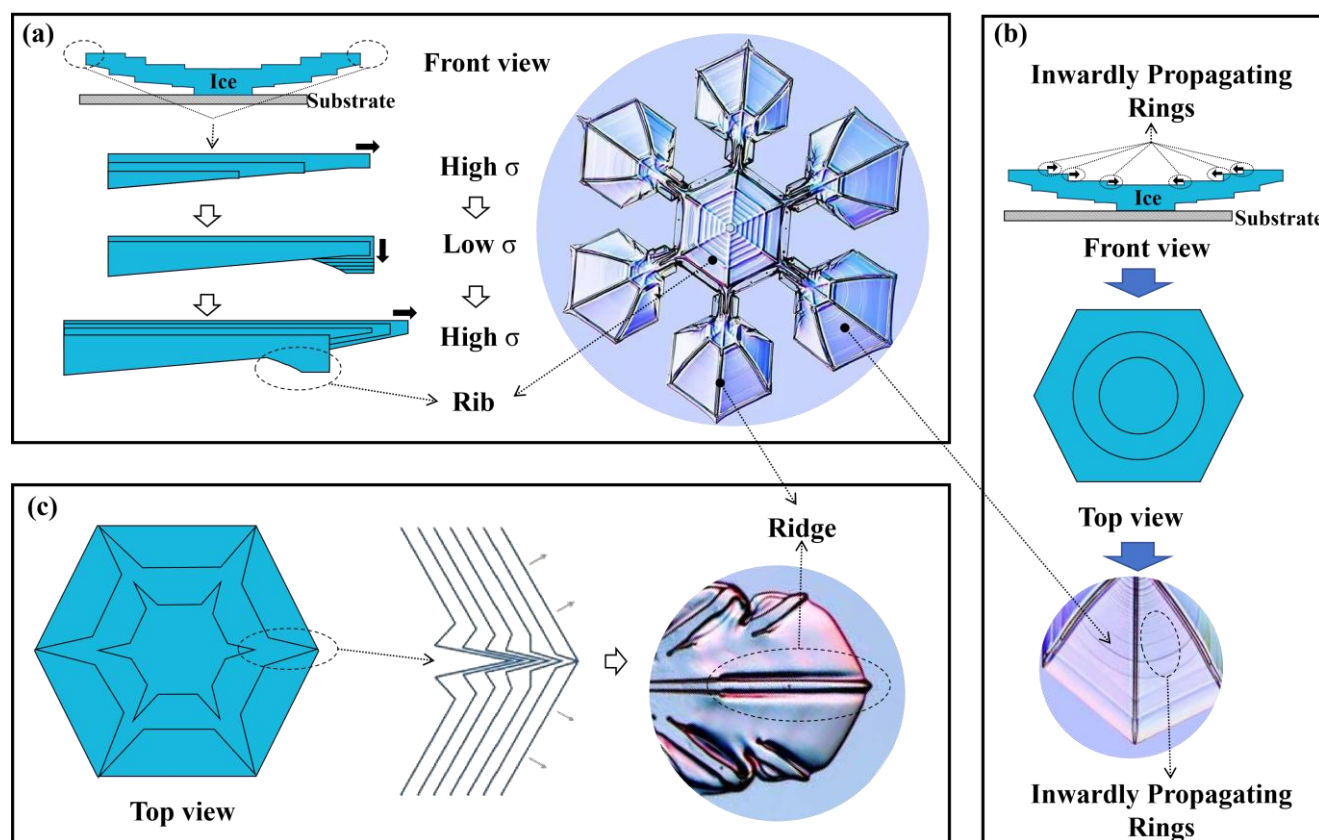 (a)
Ice
Substrate
Front view
High σ
Low σ
High σ
Rib
(b)
Inwardly Propagating
Rings
Ice
Substrate
Front view
Top view
Inwardly Propagating
Rings
(c)
Top view
Ridge